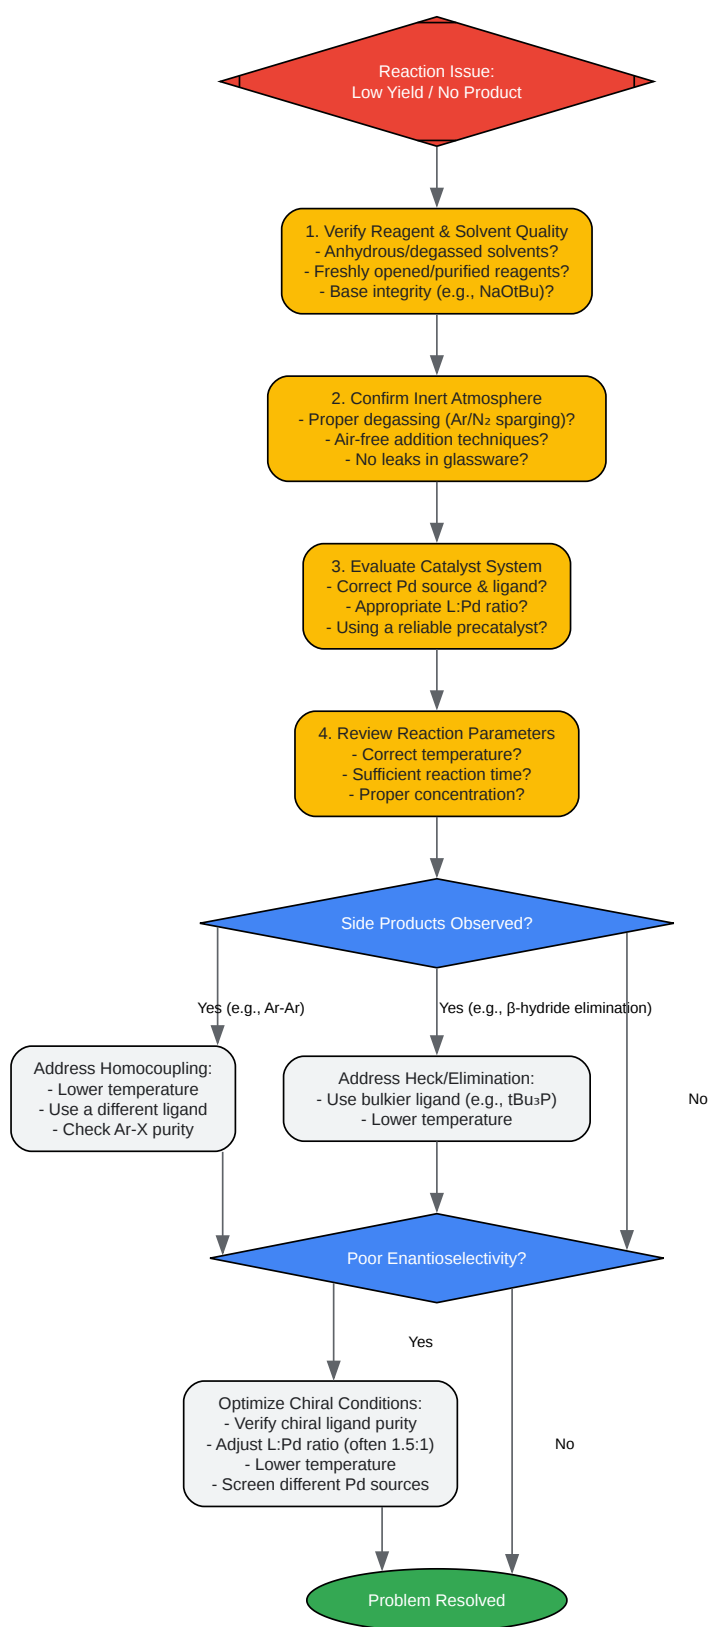 Reaction Issue:
Low Yield / No Product
1. Verify Reagent & Solvent Quality
- Anhydrous/degassed solvents?
- Freshly opened/purified reagents?
- Base integrity (e.g., NaOtBu)?
2. Confirm Inert Atmosphere
- Proper degassing (Ar/N₂ sparging)?
- Air-free addition techniques?
- No leaks in glassware?
3. Evaluate Catalyst System
- Correct Pd source & ligand?
- Appropriate L:Pd ratio?
- Using a reliable precatalyst?
4. Review Reaction Parameters
- Correct temperature?
- Sufficient reaction time?
- Proper concentration?
Side Products Observed?
Yes (e.g., Ar-Ar)
Yes (e.g., β-hydride elimination)
Address Homocoupling:
- Lower temperature
- Use a different ligand
- Check Ar-X purity
Address Heck/Elimination:
- Use bulkier ligand (e.g., tBu₃P)
- Lower temperature
No
Poor Enantioselectivity?
Yes
Optimize Chiral Conditions:
- Verify chiral ligand purity
- Adjust L:Pd ratio (often 1.5:1)
- Lower temperature
- Screen different Pd sources
No
Problem Resolved